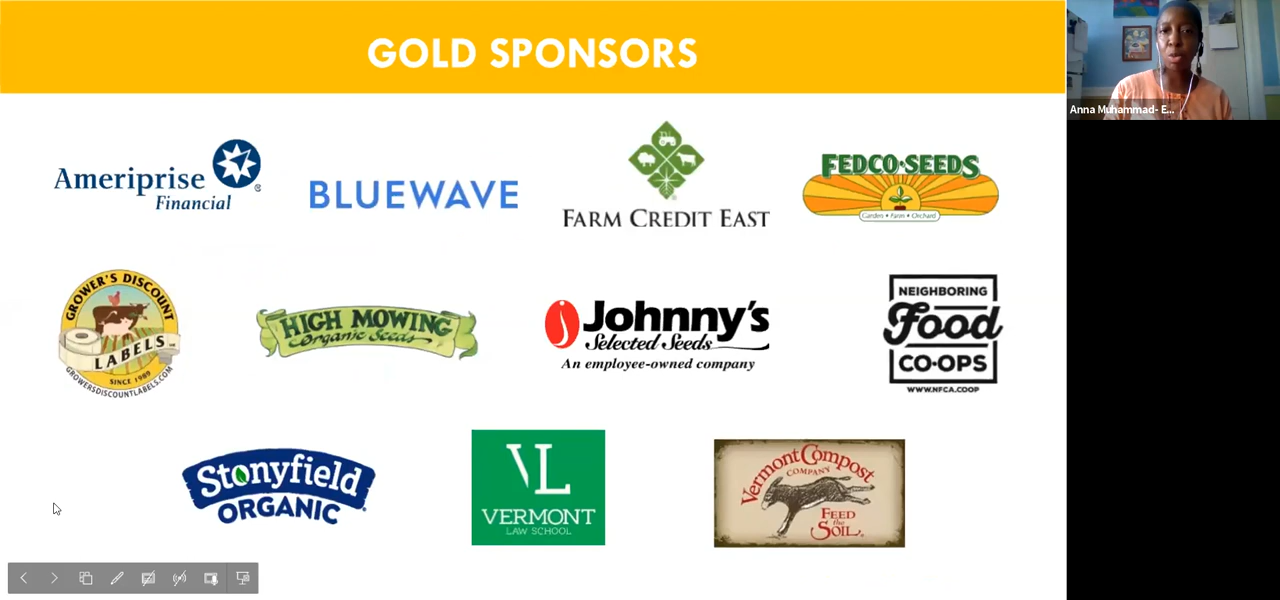 GOLD SPONSORS
Anna Muhammad- E...
Ameriprise
Financial
BLUEWAVE
FARM CREDIT EAST
FEDCO·SEEDS
Garden • Farm • Orchard
GROWER'S DISCOUNT
LABELS
SINCE 1989
GROWERSDISCOUNTLABELS.COM
HIGH MOWING
Organic Seeds
Johnny's
Selected Seeds
An employee-owned company
NEIGHBORING
Food
CO·OPS
WWW.NFCA.COOP
Stonyfield
ORGANIC
VL
VERMONT
LAW SCHOOL
Vermont Compost
COMPANY
FEED
the
SOIL